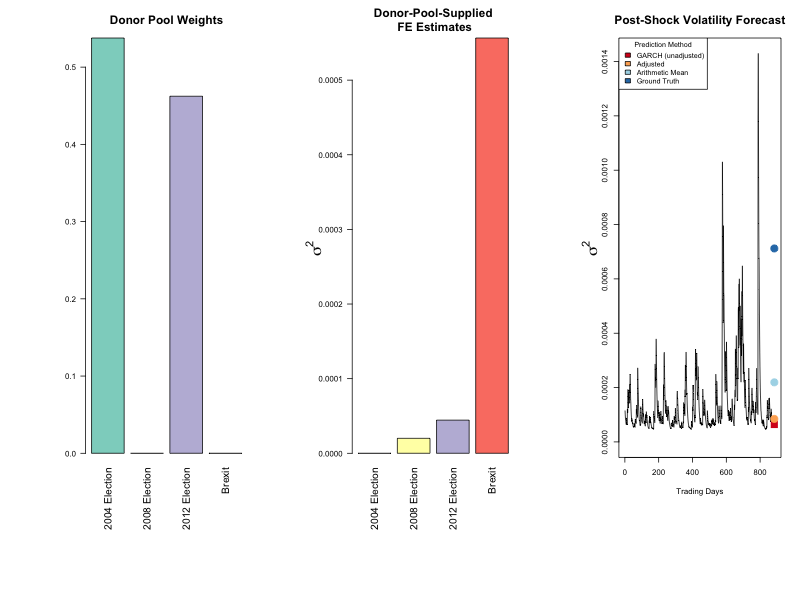 Donor Pool Weights
0.5
0.4
0.3
0.2
0.1
0.0
2004 Election
2008 Election
2012 Election
Brexit
Donor-Pool-Supplied
FE Estimates
σ²
0.0005
0.0004
0.0003
0.0002
0.0001
0.0000
2004 Election
2008 Election
2012 Election
Brexit
Post-Shock Volatility Forecast
Prediction Method
GARCH (unadjusted)
Adjusted
Arithmetic Mean
Ground Truth
σ²
0.0014
0.0012
0.0010
0.0008
0.0006
0.0004
0.0002
0.0000
0 200 400 600 800
Trading Days